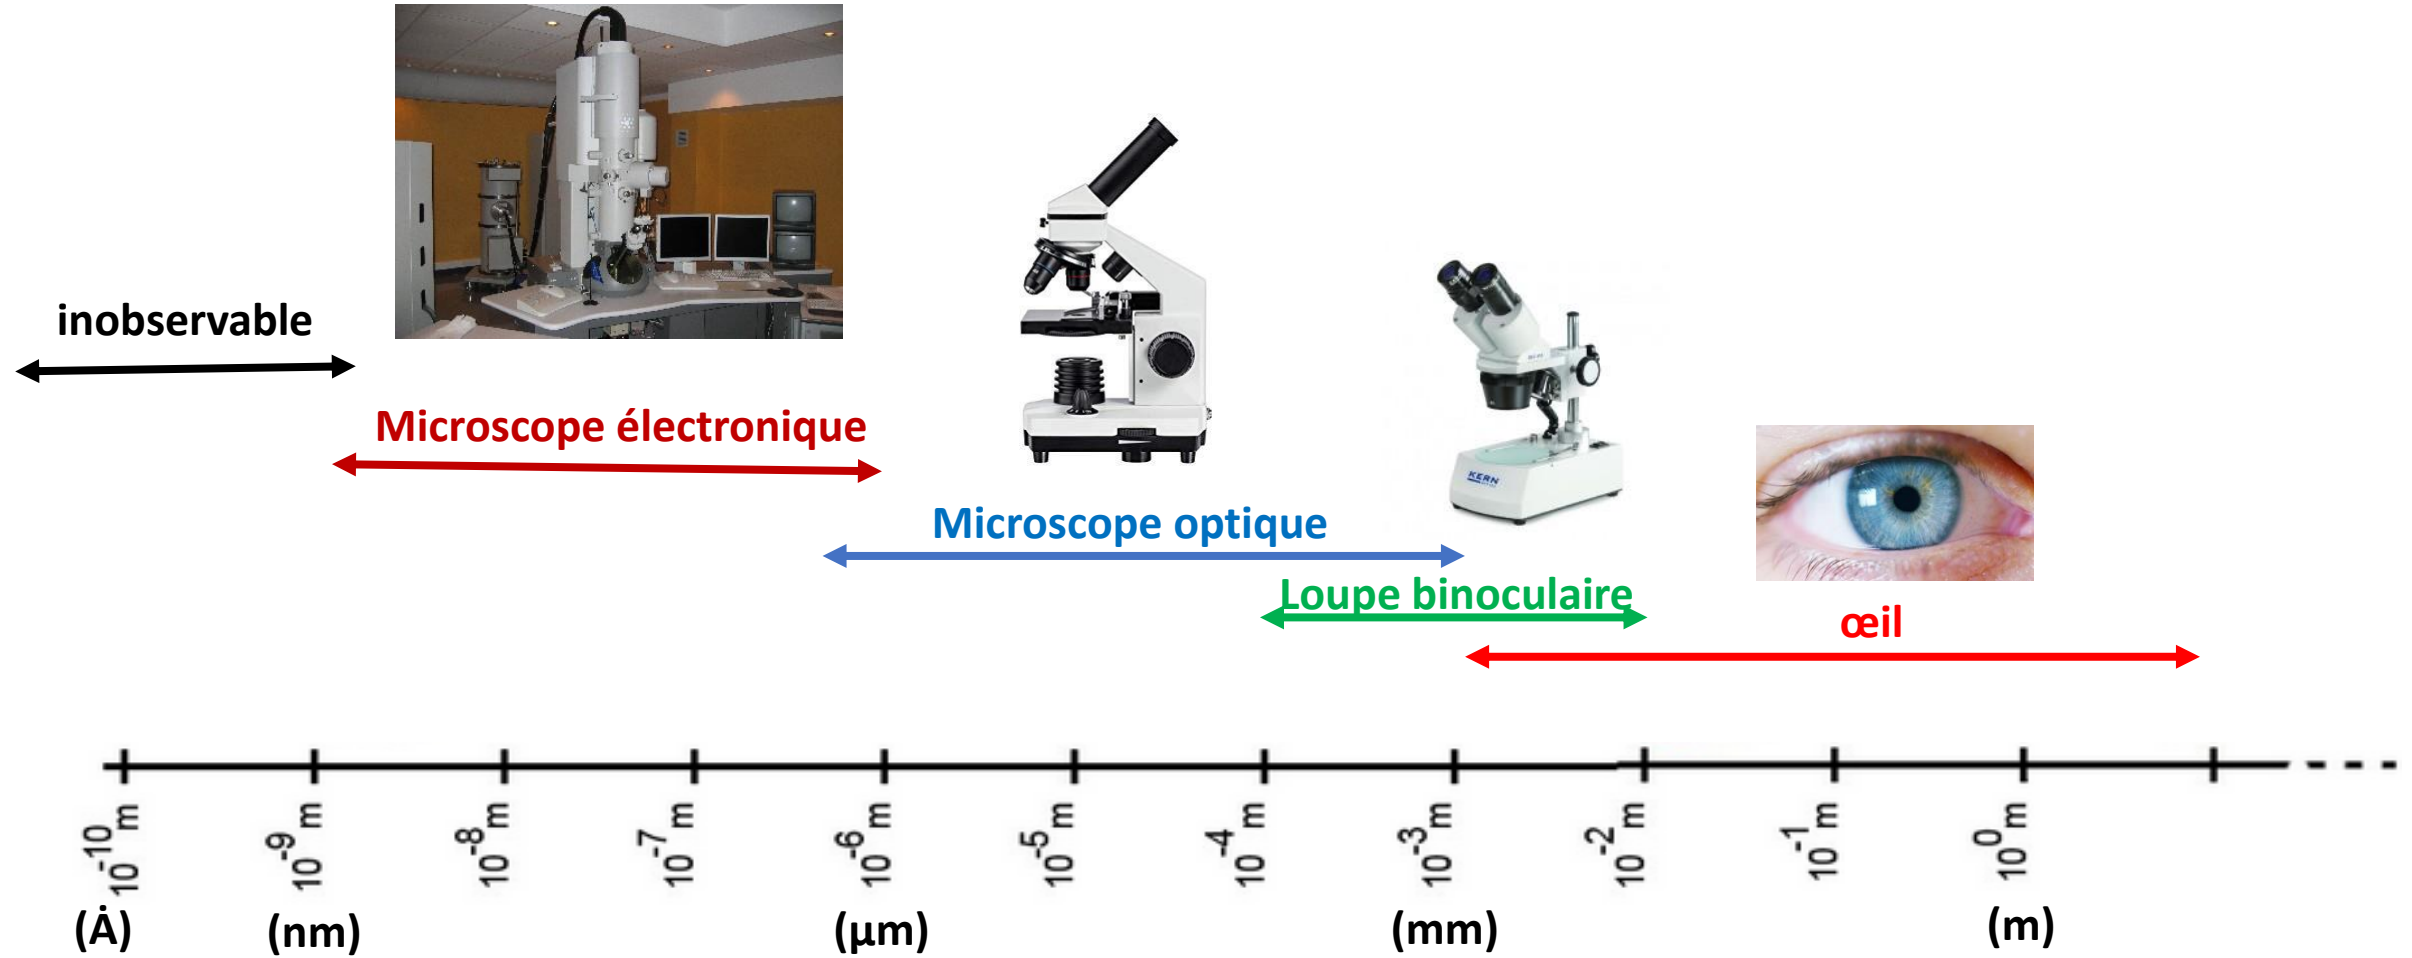 inobservable
Microscope électronique
Microscope optique
KERN
Loupe binoculaire
œil
10⁻¹⁰ m
10⁻⁹ m
10⁻⁸ m
10⁻⁷ m
10⁻⁶ m
10⁻⁵ m
10⁻⁴ m
10⁻³ m
10⁻² m
10⁻¹ m
10⁰ m
(Ȧ)
(nm)
(µm)
(mm)
(m)